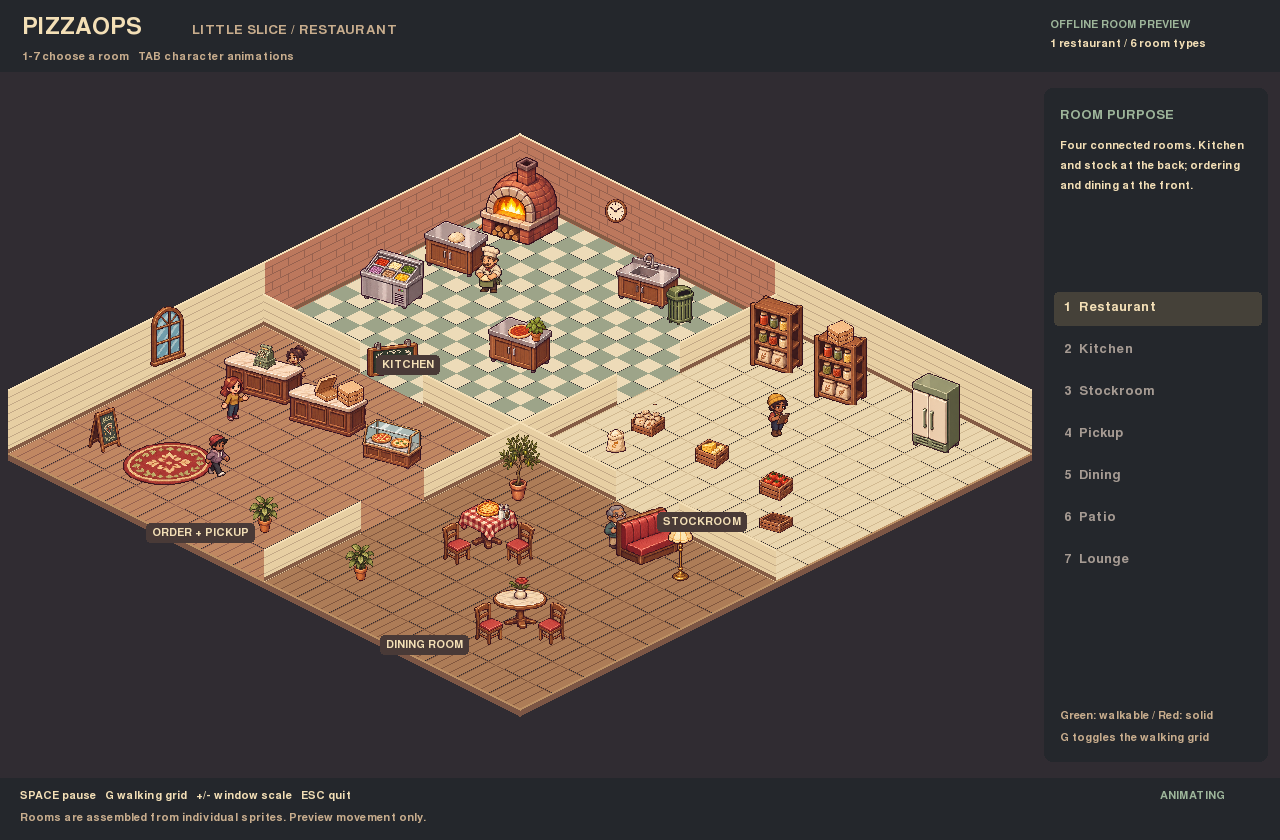 PIZZAOPS
LITTLE SLICE / RESTAURANT
1-7 choose a room TAB character animations
OFFLINE ROOM PREVIEW
1 restaurant / 6 room types
ROOM PURPOSE
Four connected rooms. Kitchen
and stock at the back; ordering
and dining at the front.
1 Restaurant
2 Kitchen
3 Stockroom
4 Pickup
5 Dining
6 Patio
7 Lounge
Green: walkable / Red: solid
G toggles the walking grid
KITCHEN
STOCKROOM
ORDER + PICKUP
DINING ROOM
SPACE pause G walking grid +/- window scale ESC quit
Rooms are assembled from individual sprites. Preview movement only.
ANIMATING